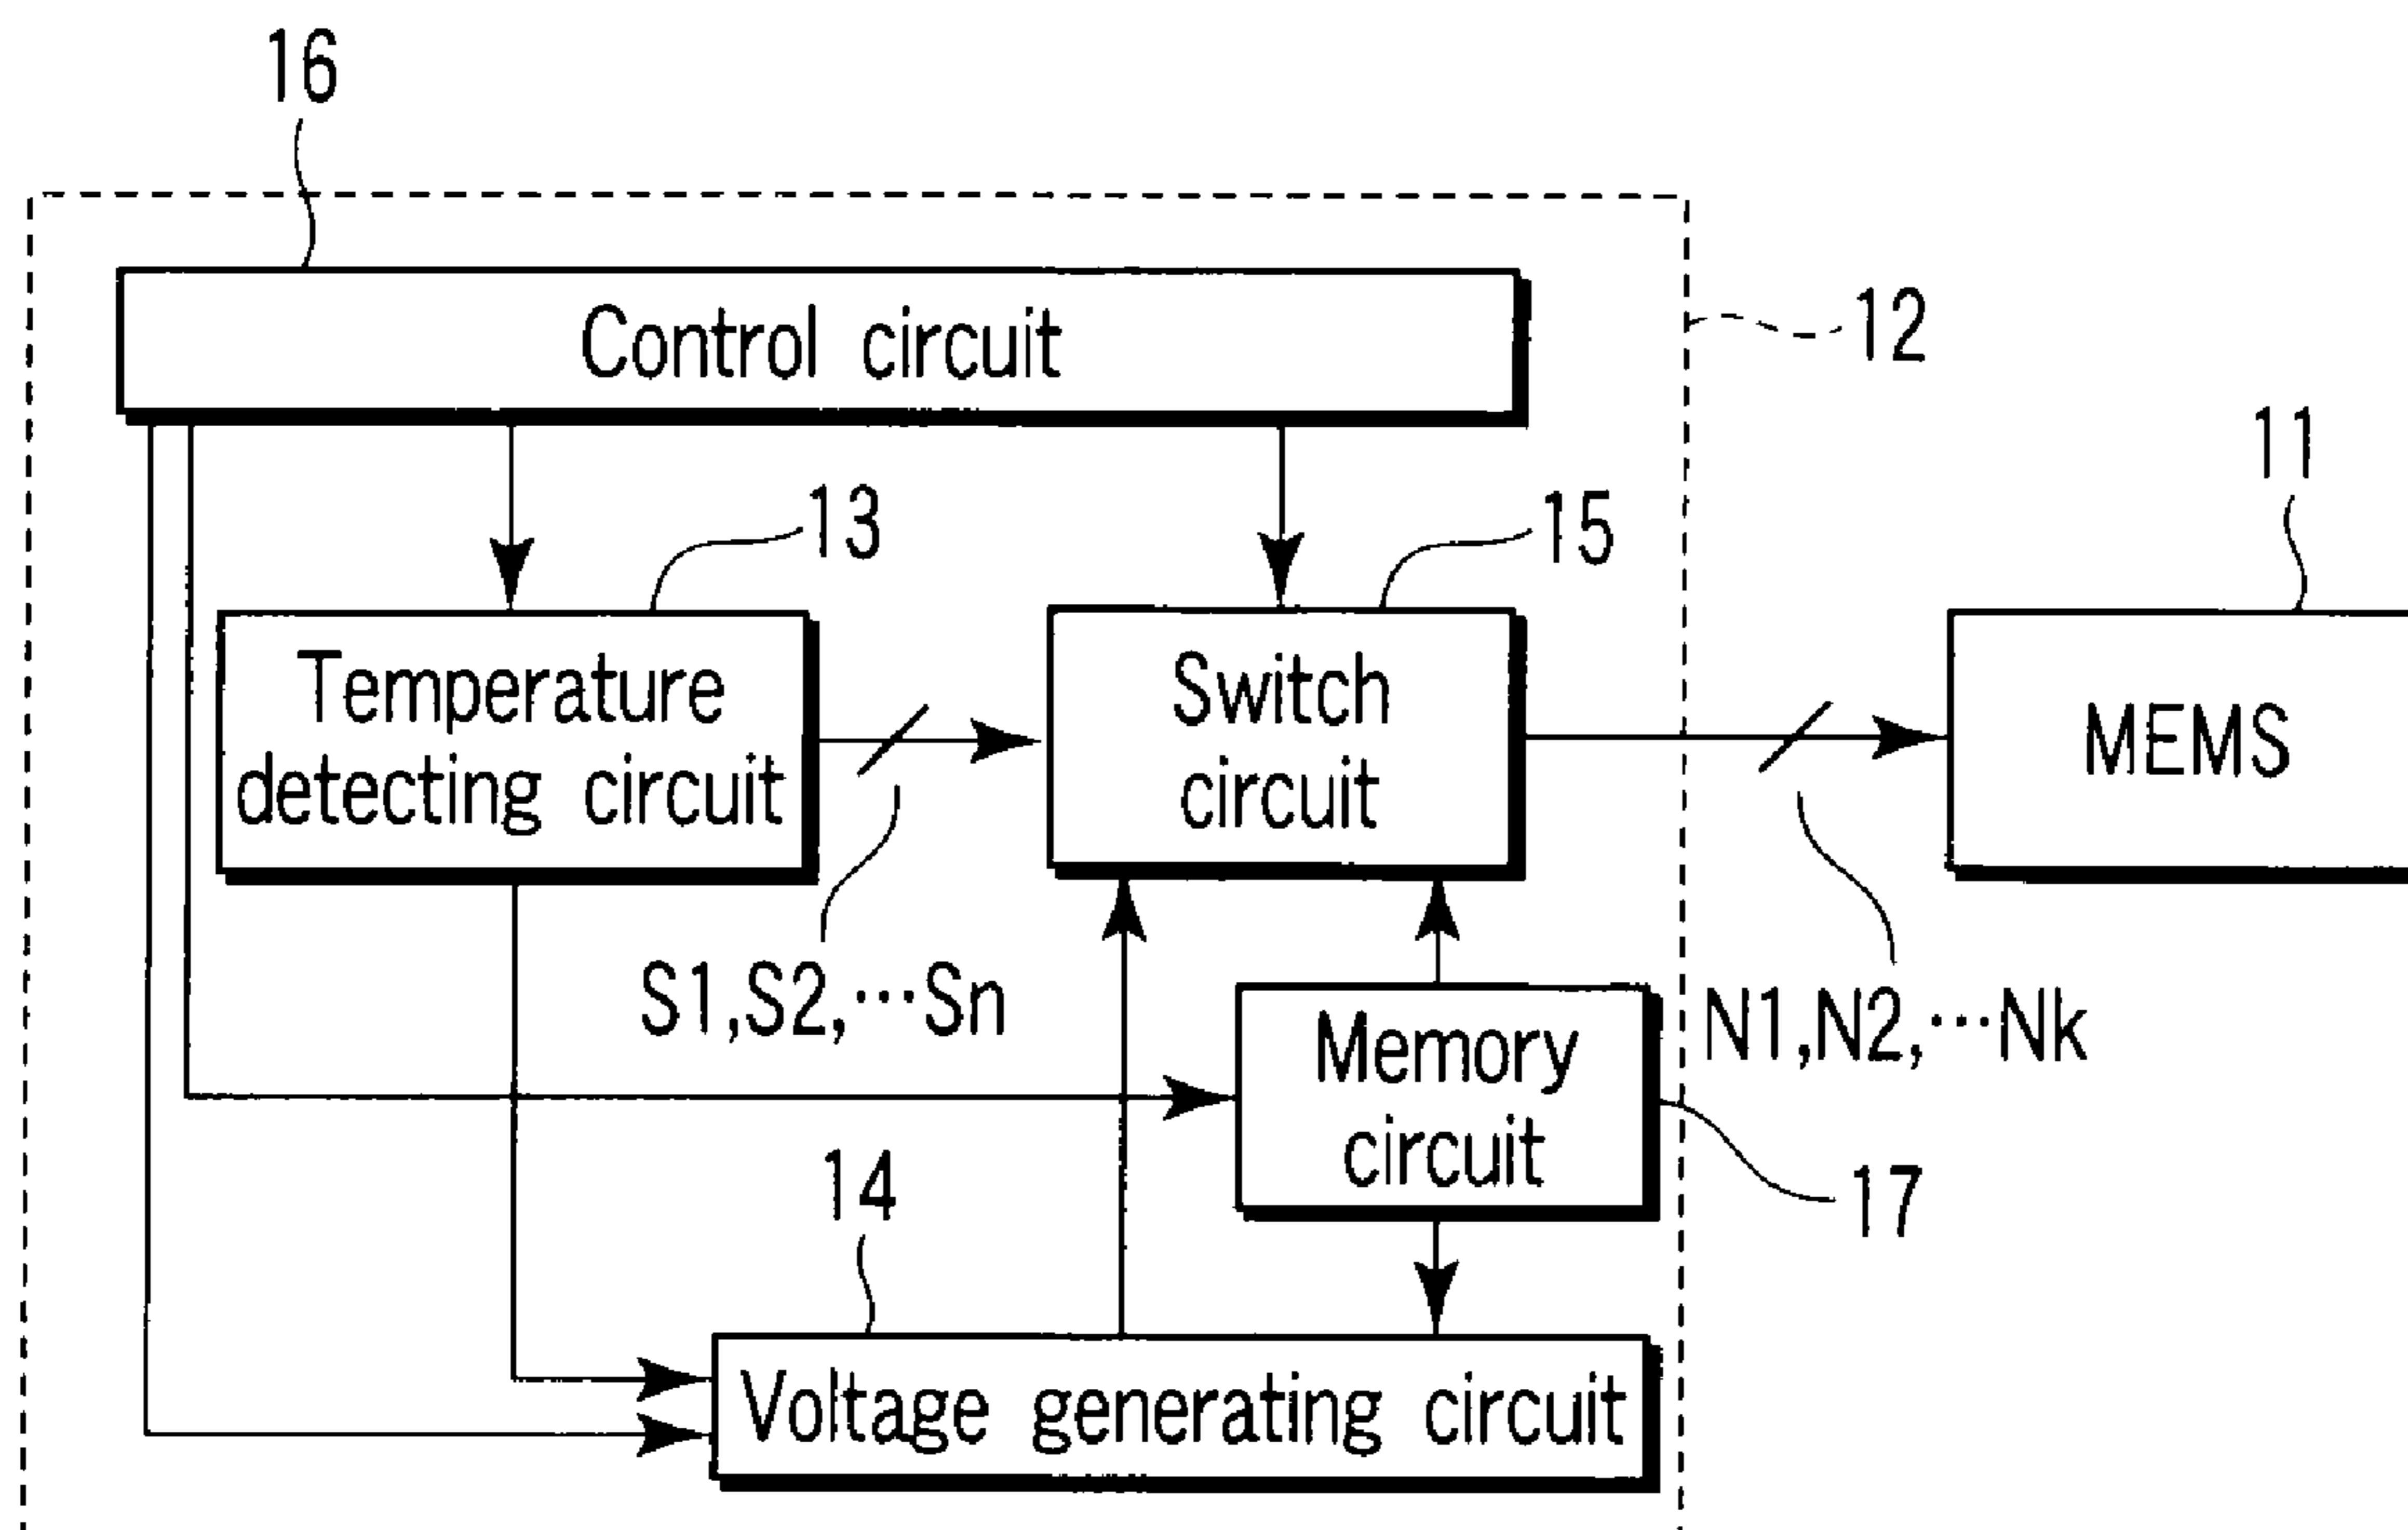 16
Control circuit
12
11
13
15
Temperature
detecting circuit
Switch
circuit
MEMS
S1,S2,···Sn
N1,N2,···Nk
Memory
circuit
14
17
Voltage generating circuit